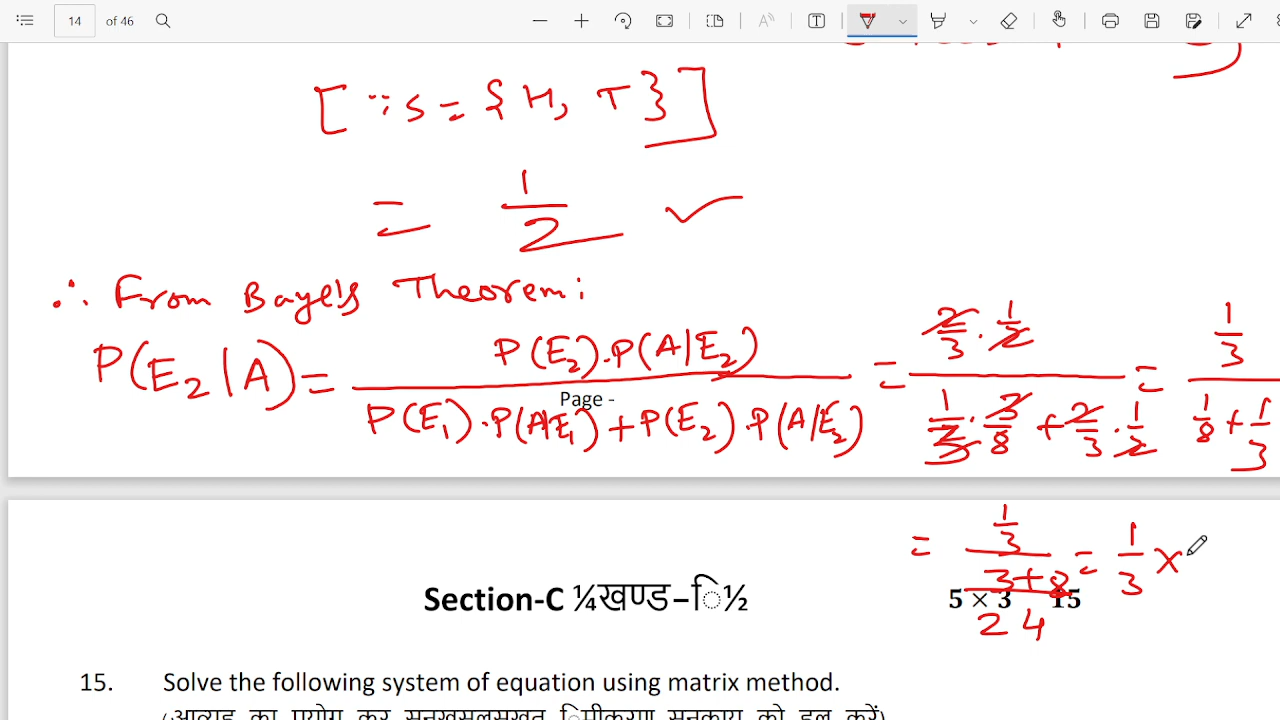 14 of 46
[ ∵ S = { H, T } ]
= 1/2 ✓
∴ From Baye's Theorem:
P(E₂ | A) = P(E₂).P(A|E₂) / P(E₁).P(A|E₁) + P(E₂).P(A|E₂) = 2/3 . 1/2 / 1/3 . 3/8 + 2/3 . 1/2 = 1/3 / 1/8 + 1/3
Page -
= 1/3 / 3+8/24 = 1/3 ×
Section-C ¼खण्ड–ि½
5 × 3 15
15. Solve the following system of equation using matrix method.